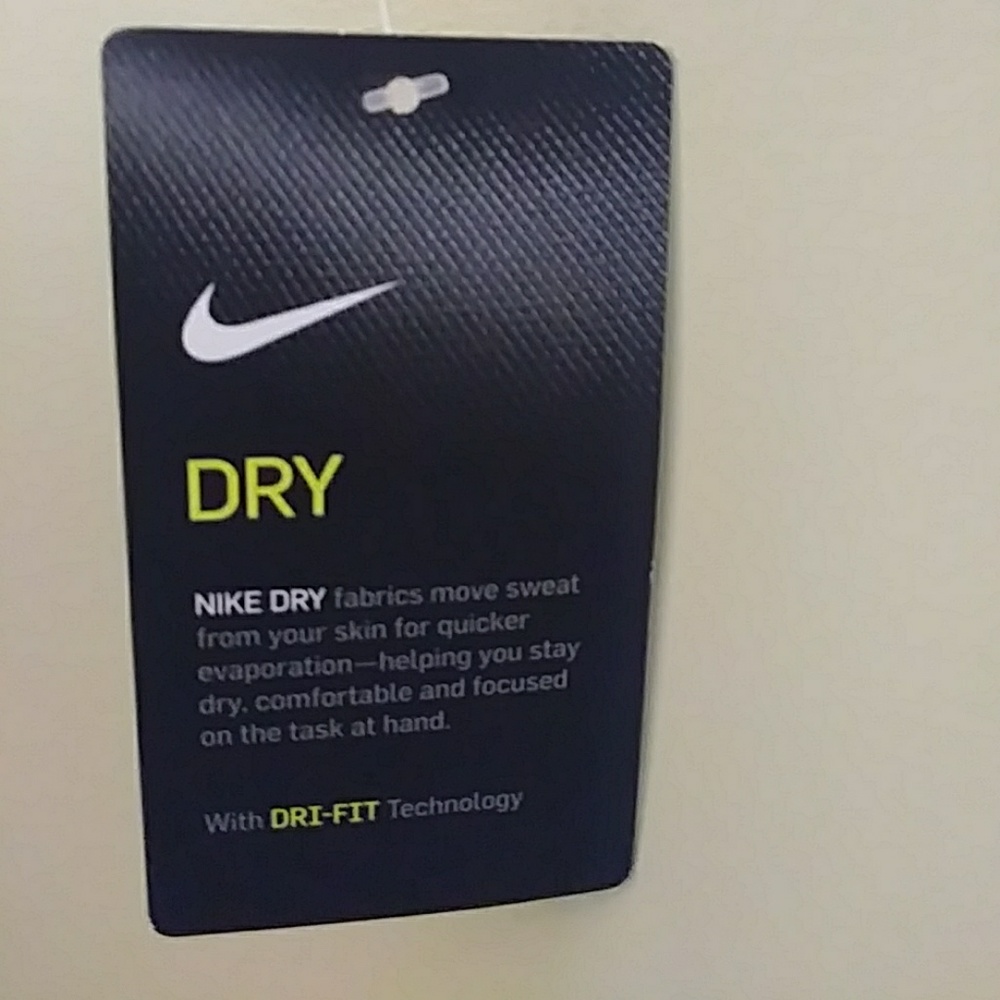 DRY
NIKE DRY fabrics move sweat
from your skin for quicker
evaporation—helping you stay
dry, comfortable and focused
on the task at hand.
With DRI-FIT Technology